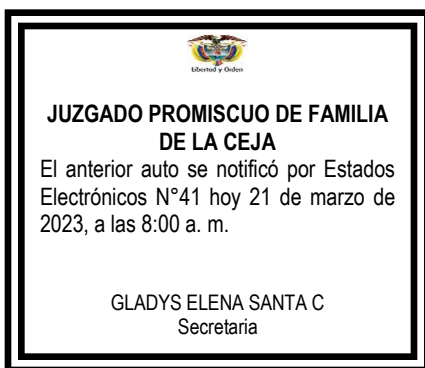 Libertad y Orden
JUZGADO PROMISCUO DE FAMILIA
DE LA CEJA
El anterior auto se notificó por Estados
Electrónicos N°41 hoy 21 de marzo de
2023, a las 8:00 a. m.
GLADYS ELENA SANTA C
Secretaria